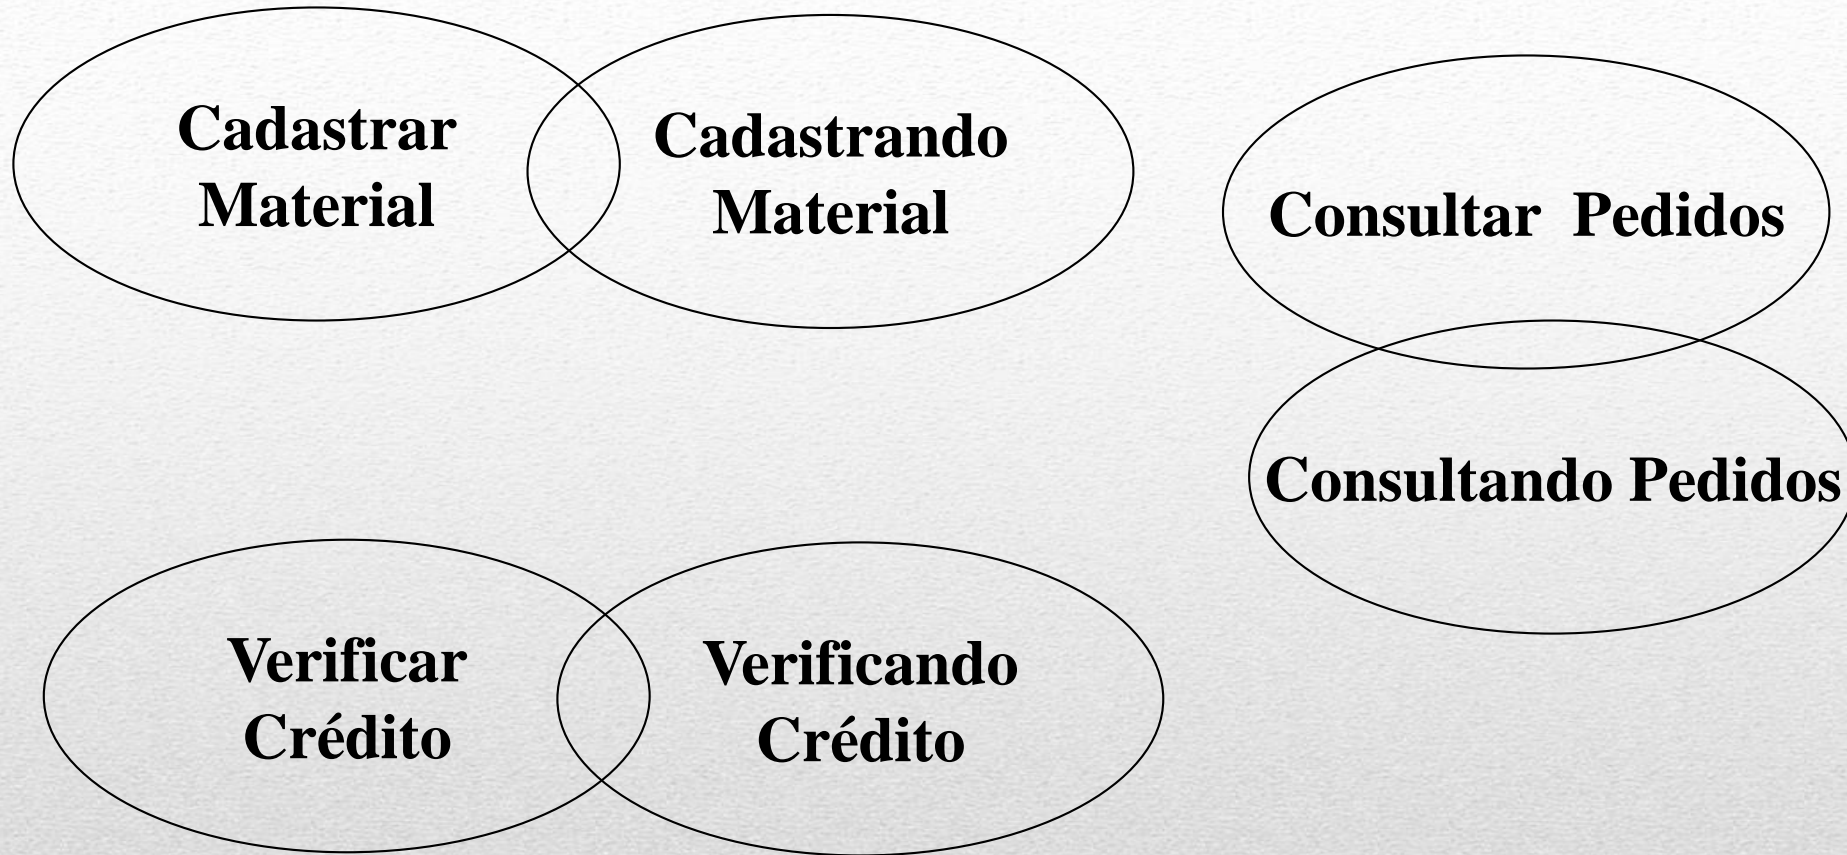 Cadastrar
Material
Cadastrando
Material
Consultar  Pedidos
Consultando Pedidos
Verificar
Crédito
Verificando
Crédito